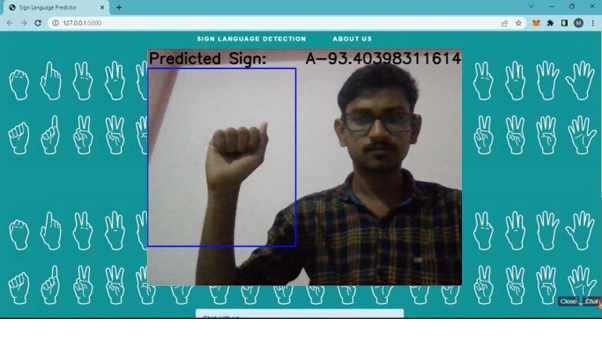 Sign Language Predictor
127.0.0.1:5000
SIGN LANGUAGE DETECTION ABOUT US
Predicted Sign: A-93.40398311614
Close Chat